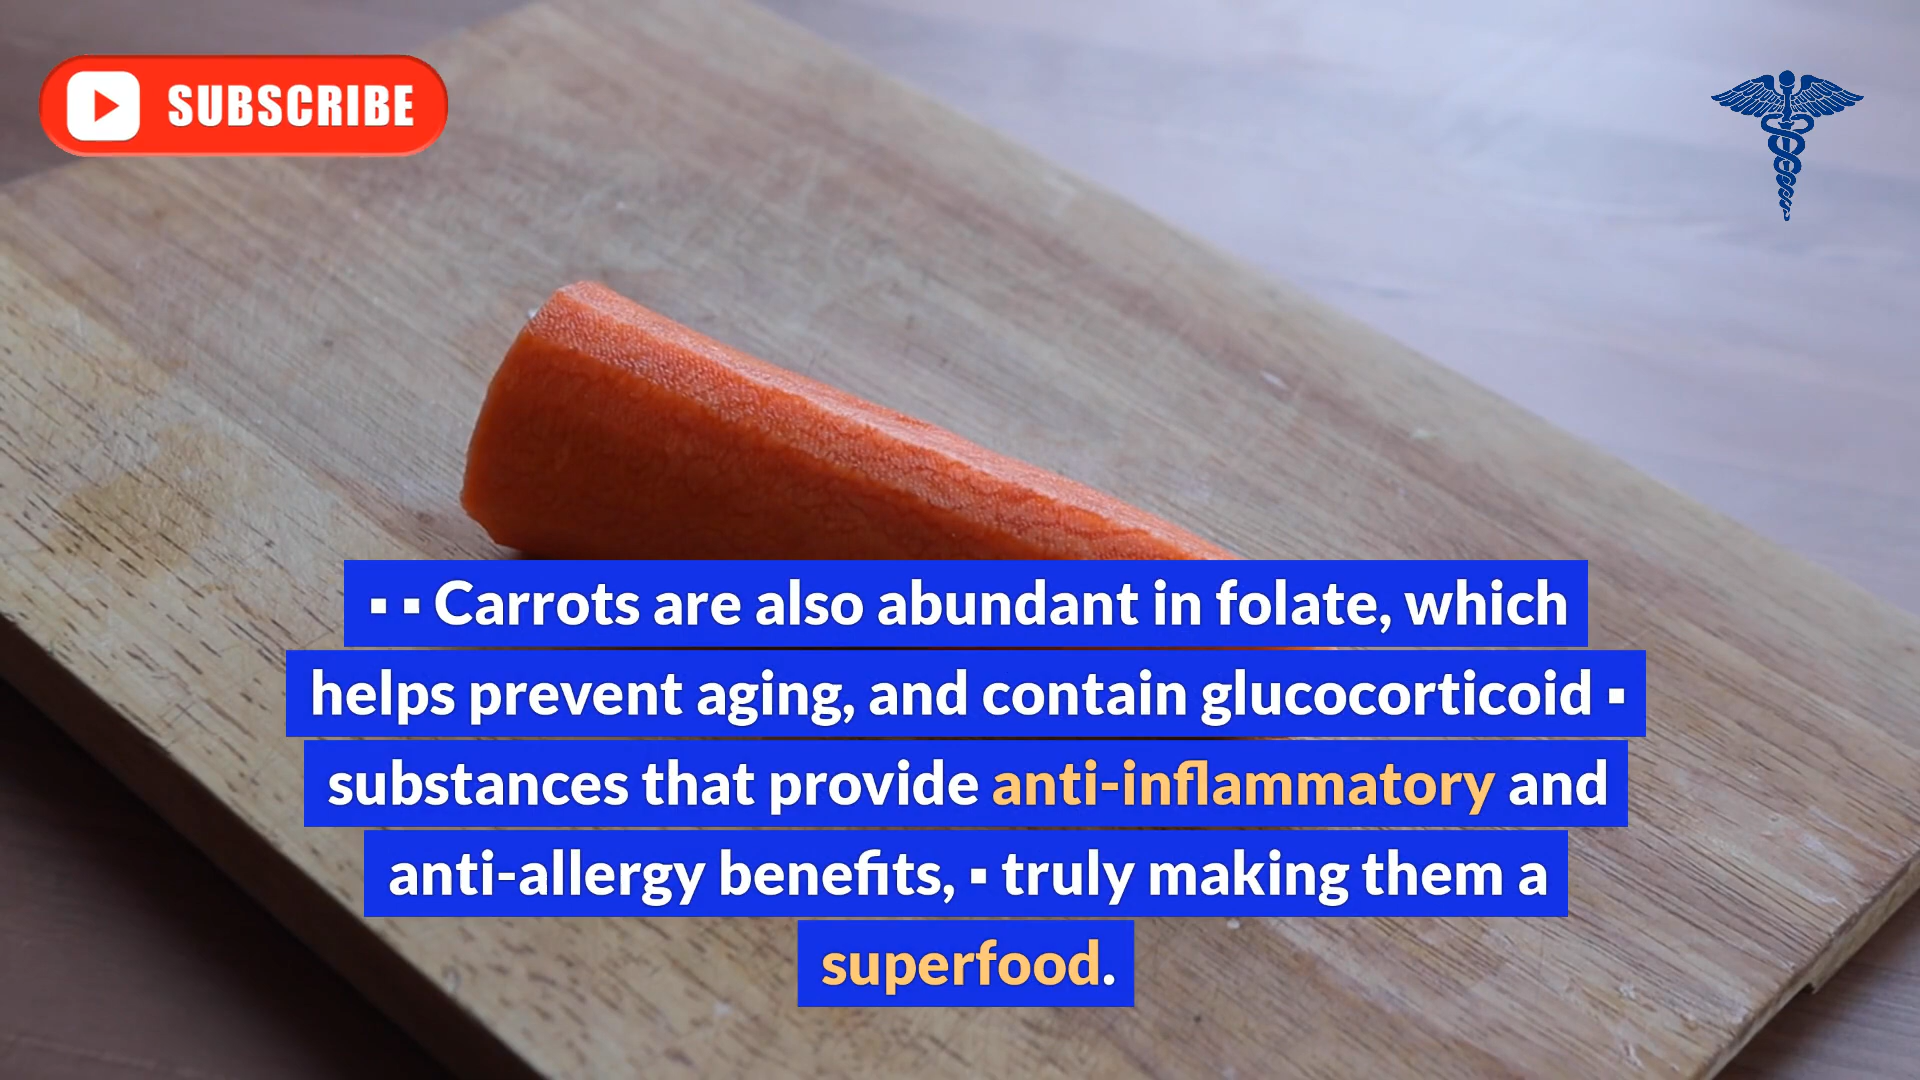 SUBSCRIBE
▪ ▪ Carrots are also abundant in folate, which
helps prevent aging, and contain glucocorticoid ▪
substances that provide anti-inflammatory and
anti-allergy benefits, ▪ truly making them a
superfood.